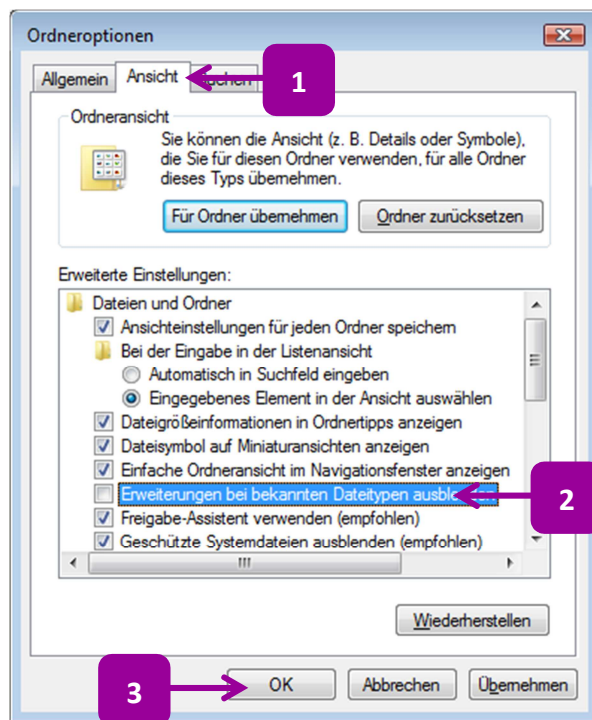 Ordneroptionen
Allgemein Ansicht
1
Ordneransicht
Sie können die Ansicht (z. B. Details oder Symbole),
die Sie für diesen Ordner verwenden, für alle Ordner
dieses Typs übernehmen.
Für Ordner übernehmen Ordner zurücksetzen
Erweiterte Einstellungen:
Dateien und Ordner
Ansichteinstellungen für jeden Ordner speichern
Bei der Eingabe in der Listenansicht
Automatisch in Suchfeld eingeben
Eingegebenes Element in der Ansicht auswählen
Dateigrößeinformationen in Ordnertipps anzeigen
Dateisymbol auf Miniaturansichten anzeigen
Einfache Ordneransicht im Navigationsfenster anzeigen
Erweiterungen bei bekannten Dateitypen
2
Freigabe-Assistent verwenden (empfohlen)
Geschützte Systemdateien ausblenden (empfohlen)
Wiederherstellen
3
OK Abbrechen Übernehmen